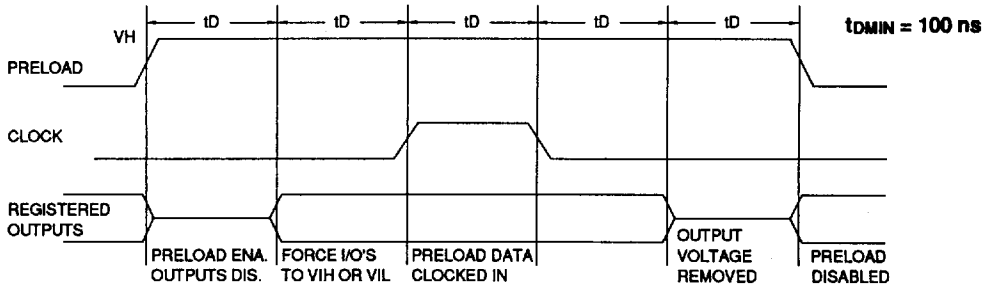 tD tD tD tD tD
tDMIN = 100 ns
VH
PRELOAD
CLOCK
REGISTERED
OUTPUTS
PRELOAD ENA.
OUTPUTS DIS.
FORCE I/O'S
TO VIH OR VIL
PRELOAD DATA
CLOCKED IN
OUTPUT
VOLTAGE
REMOVED
PRELOAD
DISABLED